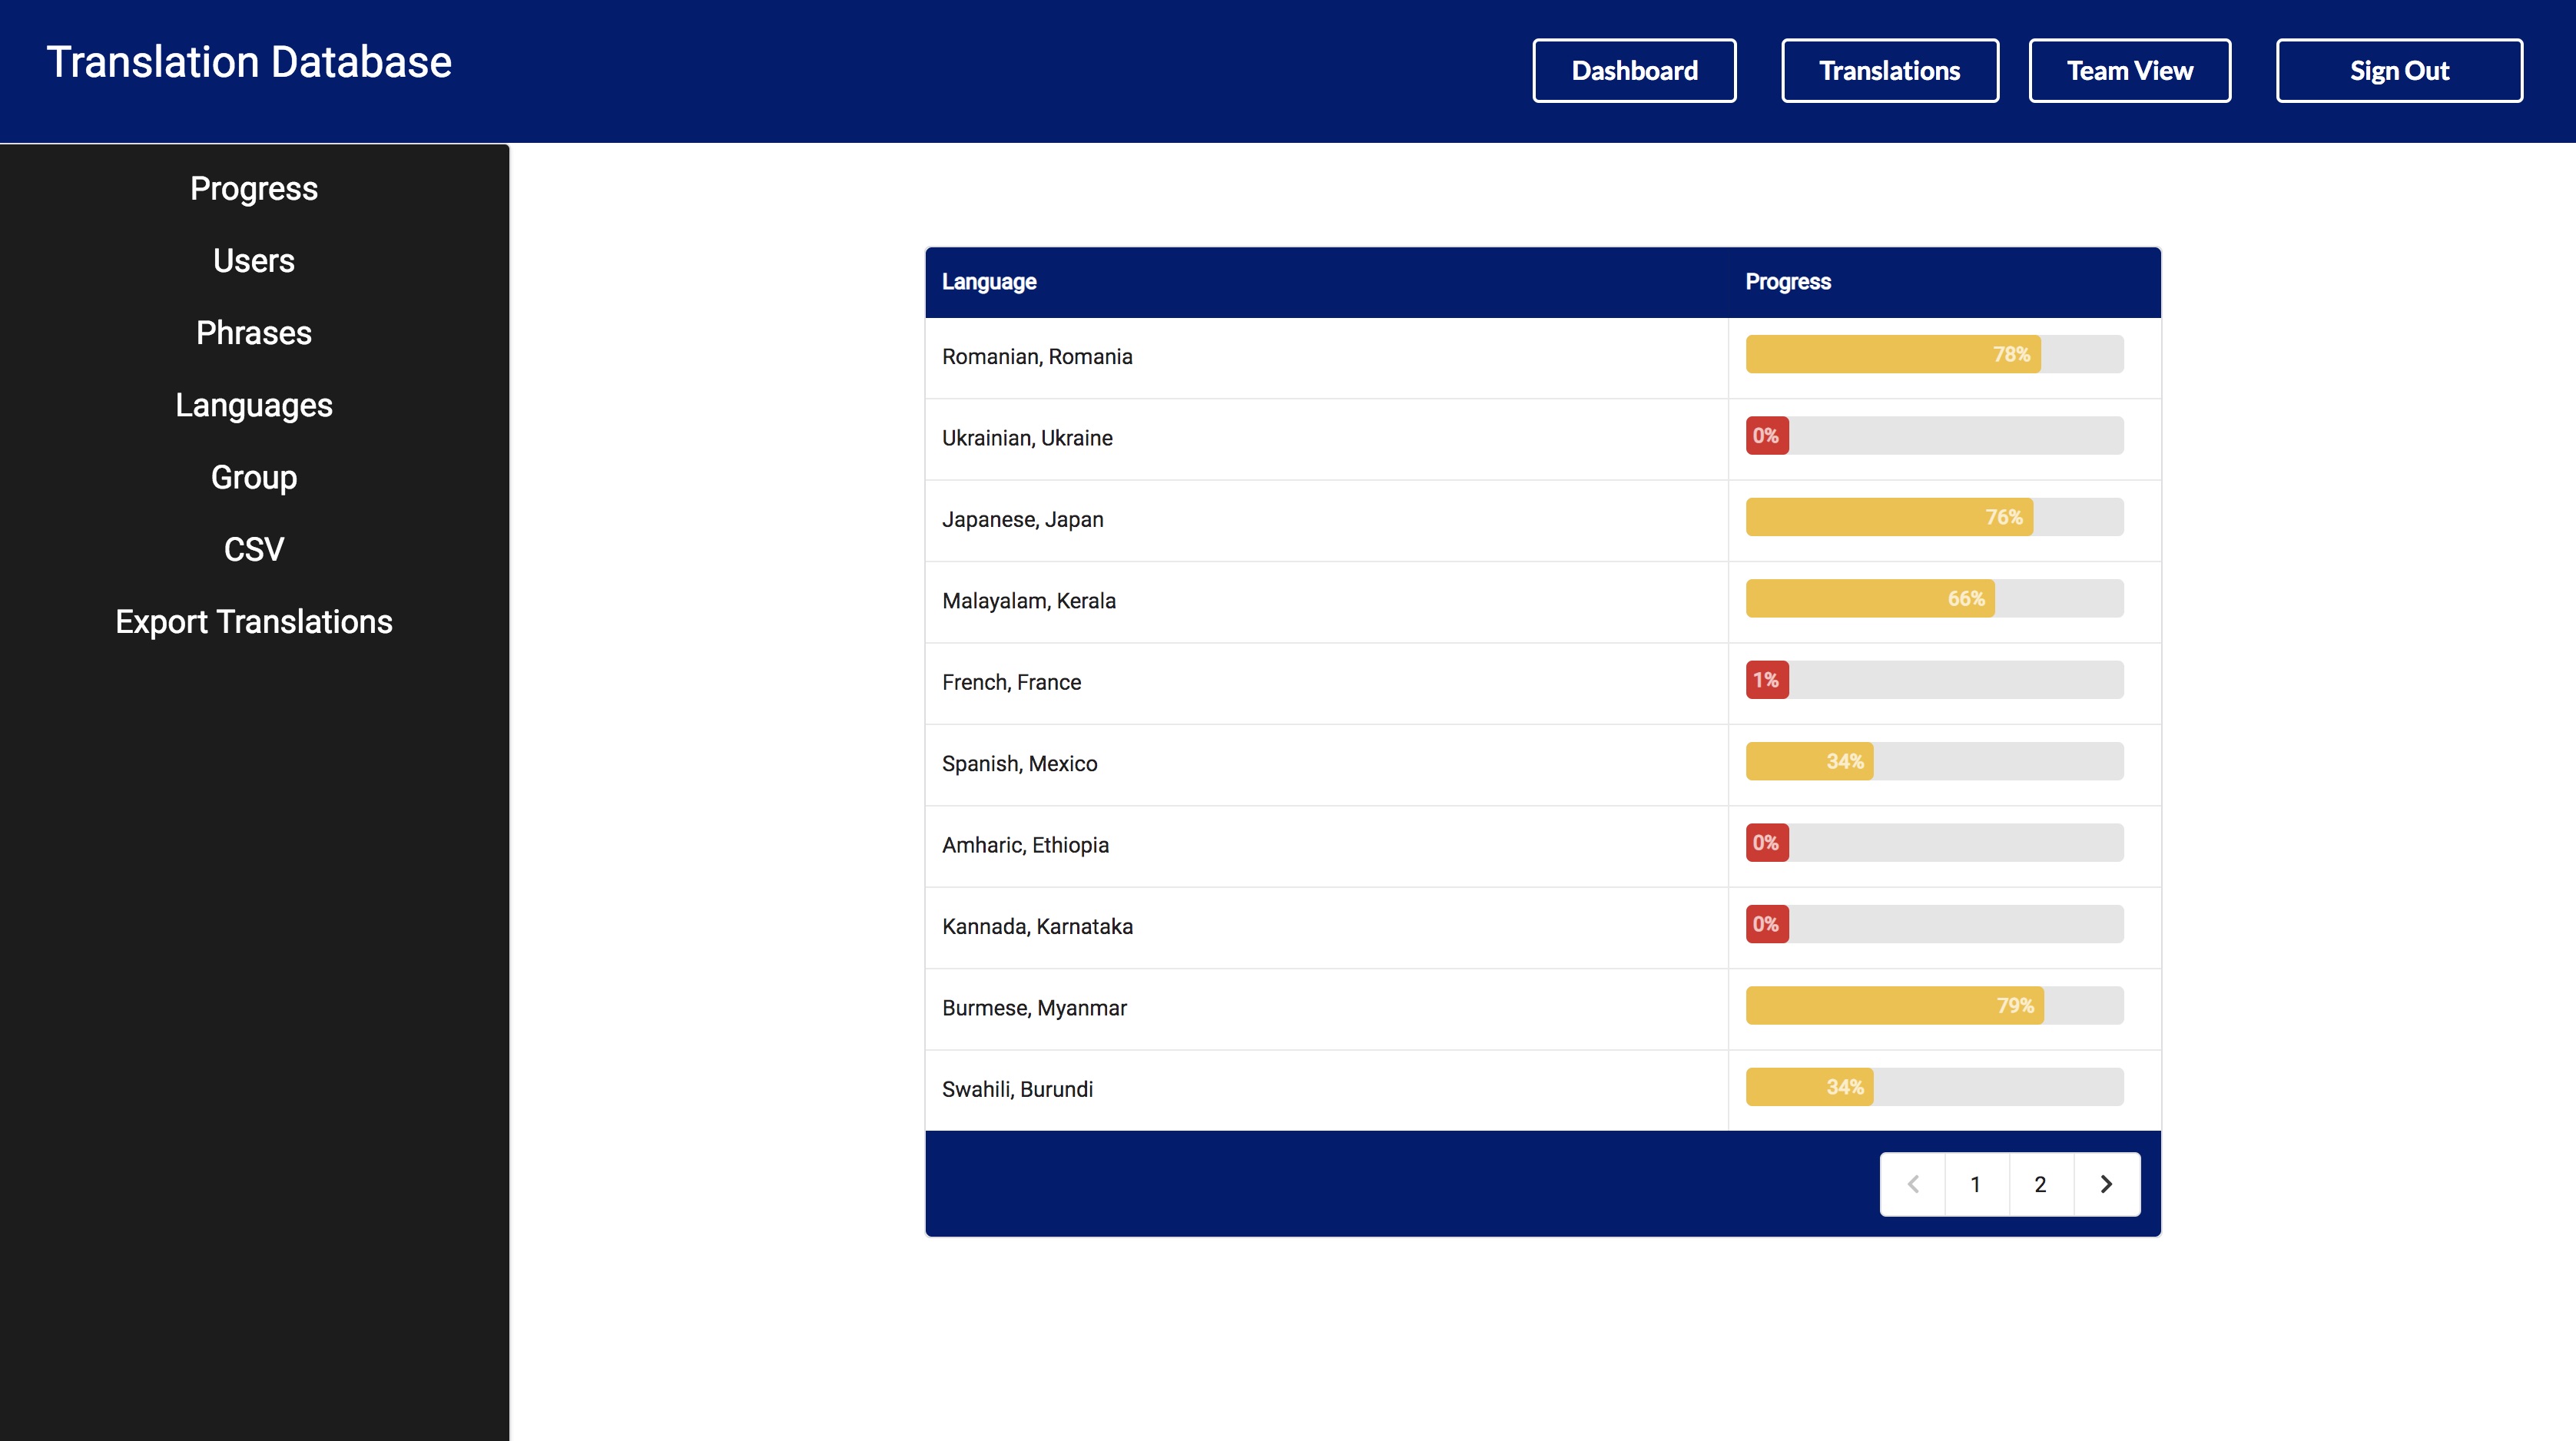 Translation Database
Dashboard
Translations
Team View
Sign Out
Progress
Users
Phrases
Languages
Group
CSV
Export Translations
Language Progress
Romanian, Romania 78%
Ukrainian, Ukraine 0%
Japanese, Japan 76%
Malayalam, Kerala 66%
French, France 1%
Spanish, Mexico 34%
Amharic, Ethiopia 0%
Kannada, Karnataka 0%
Burmese, Myanmar 79%
Swahili, Burundi 34%
1 2